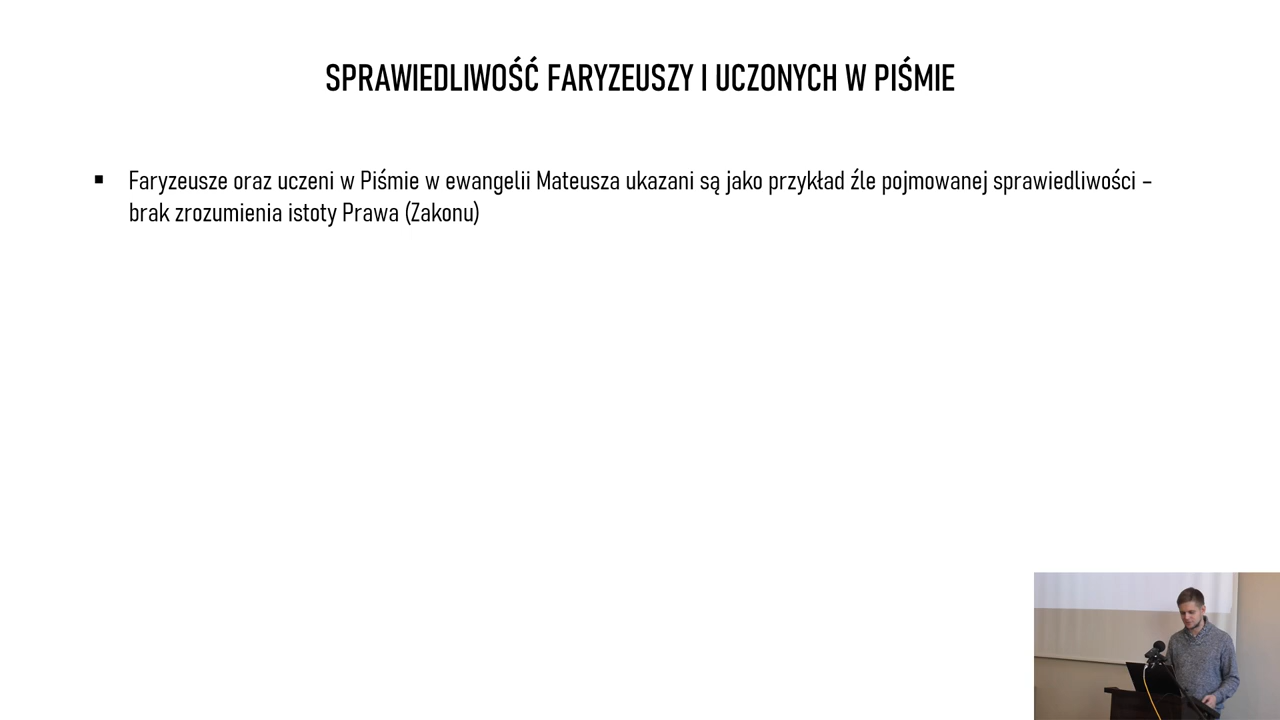 SPRAWIEDLIWOŚĆ FARYZEUSZY I UCZONYCH W PIŚMIE
▪ Faryzeusze oraz uczeni w Piśmie w ewangelii Mateusza ukazani są jako przykład źle pojmowanej sprawiedliwości –
brak zrozumienia istoty Prawa (Zakonu)